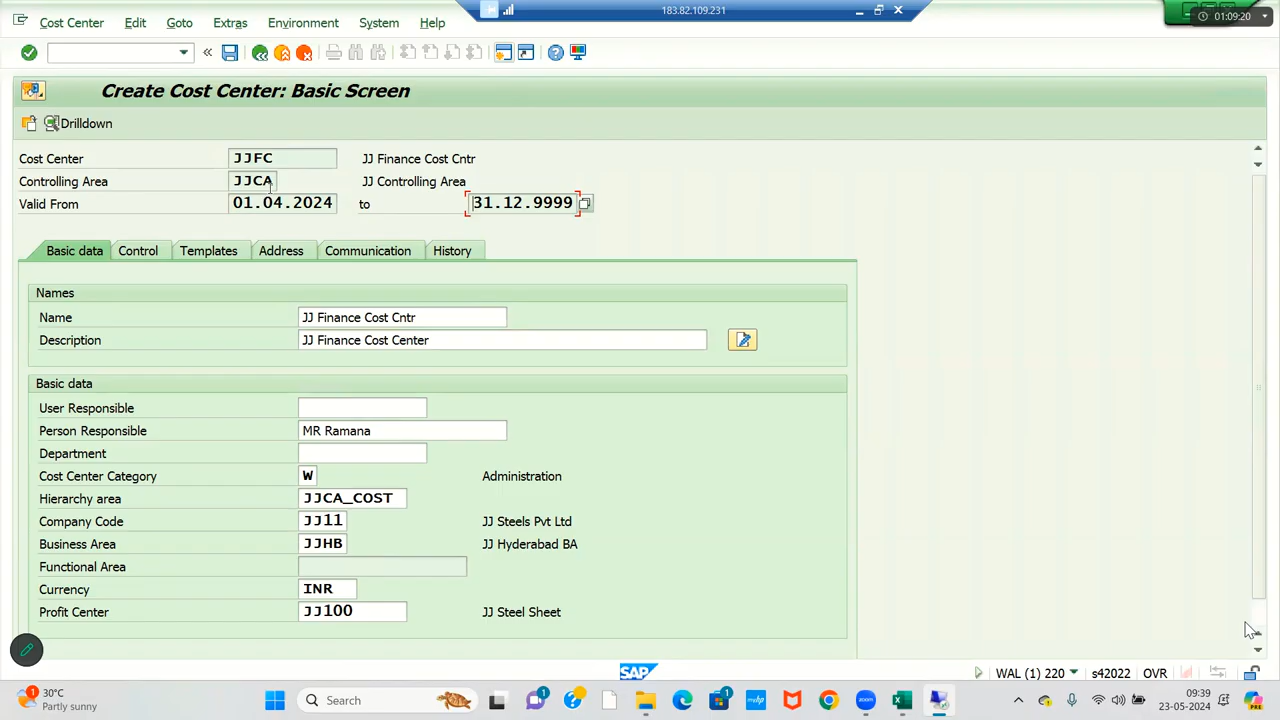 183.82.109.231
01:09:20
Cost Center Edit Goto Extras Environment System Help
Create Cost Center: Basic Screen
Drilldown
Cost Center JJFC JJ Finance Cost Cntr
Controlling Area JJCA JJ Controlling Area
Valid From 01.04.2024 to 31.12.9999
Basic data Control Templates Address Communication History
Names
Name JJ Finance Cost Cntr
Description JJ Finance Cost Center
Basic data
User Responsible
Person Responsible MR Ramana
Department
Cost Center Category W Administration
Hierarchy area JJCA_COST
Company Code JJ11 JJ Steels Pvt Ltd
Business Area JJHB JJ Hyderabad BA
Functional Area
Currency INR
Profit Center JJ100 JJ Steel Sheet
SAP WAL (1) 220 s42022 OVR
1 30°C Search 1 1 09:39
Partly sunny 23-05-2024